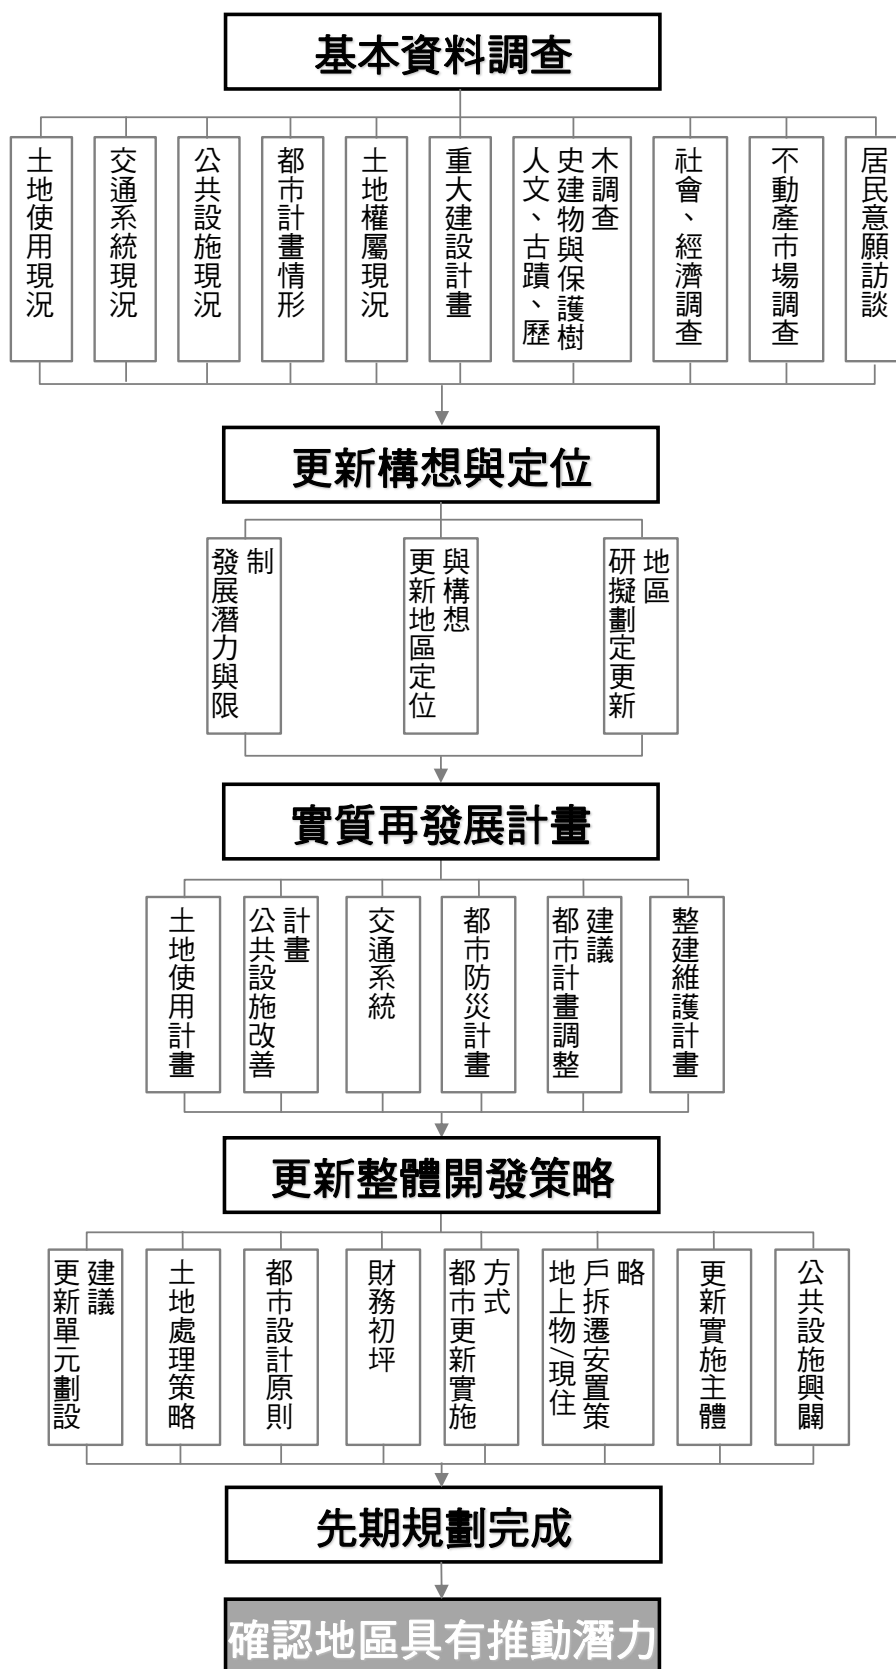 基本資料調查
土地使用現況
交通系統現況
公共設施現況
都市計畫情形
土地權屬現況
重大建設計畫
人文、古蹟、歷
史建物與保護樹
木調查
社會、經濟調查
不動產市場調查
居民意願訪談
更新構想與定位
發展潛力與限
制
更新地區定位
與構想
研擬劃定更新
地區
實質再發展計畫
土地使用計畫
公共設施改善
計畫
交通系統
都市防災計畫
都市計畫調整
建議
整建維護計畫
更新整體開發策略
更新單元劃設
建議
土地處理策略
都市設計原則
財務初坪
都市更新實施
方式
地上物/現住
戶拆遷安置策
略
更新實施主體
公共設施興闢
先期規劃完成
確認地區具有推動潛力